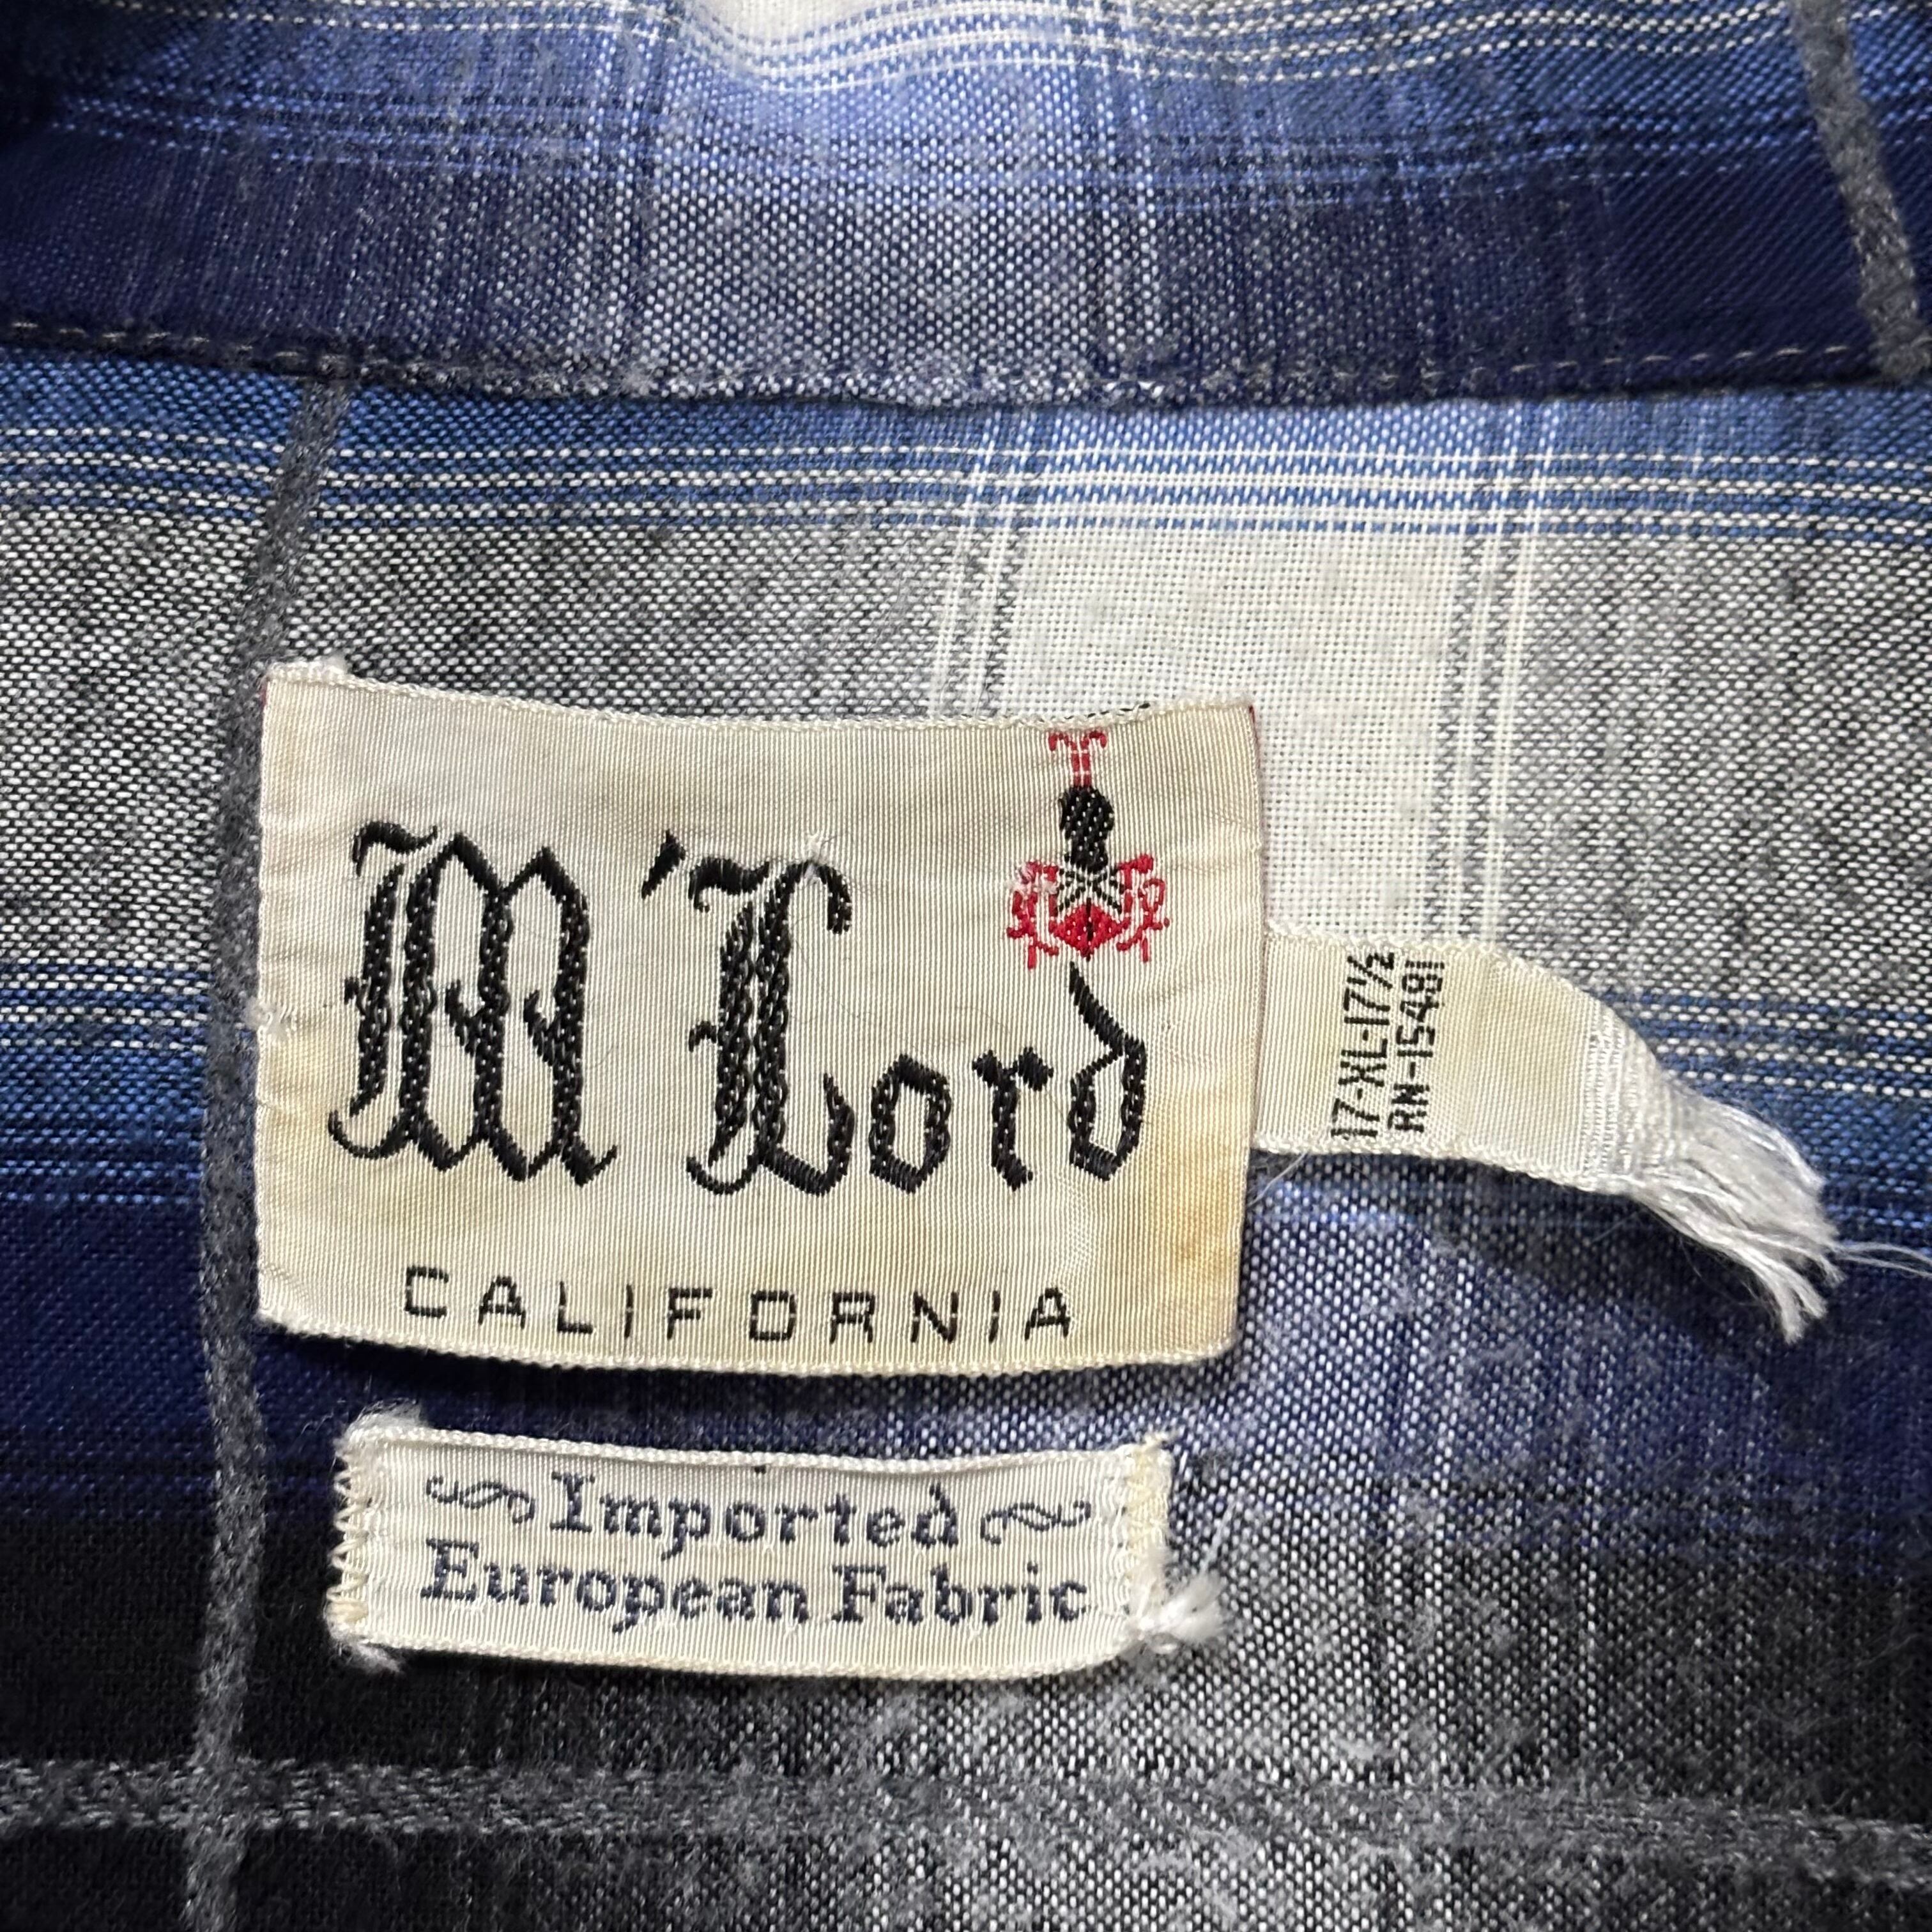 M'Lord
CALIFORNIA
17-XL-17½
RN-15491
Imported
European Fabric